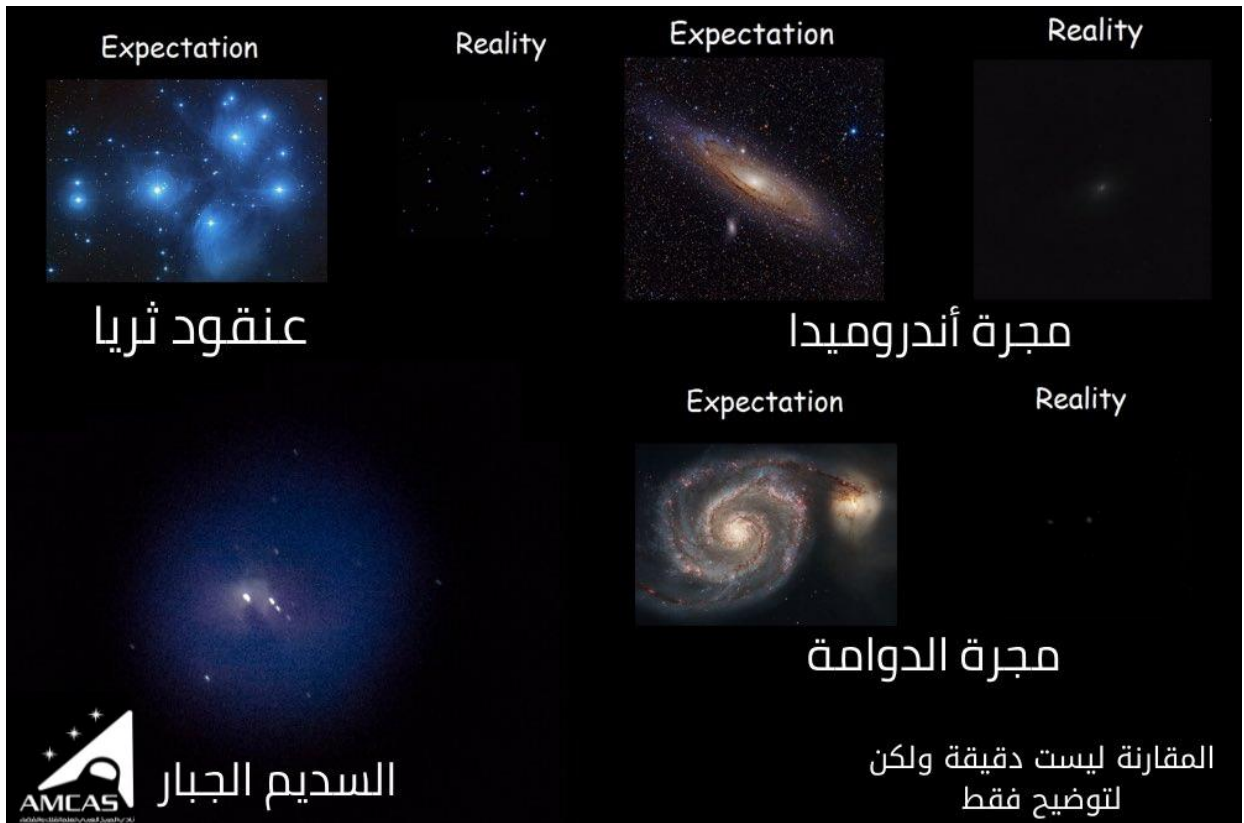 Expectation
Reality
عنقود ثريا
Expectation
Reality
مجرة أندروميدا
Expectation
Reality
مجرة الدوامة
السديم الجبار
المقارنة ليست دقيقة ولكن
لتوضيح فقط
AMCAS